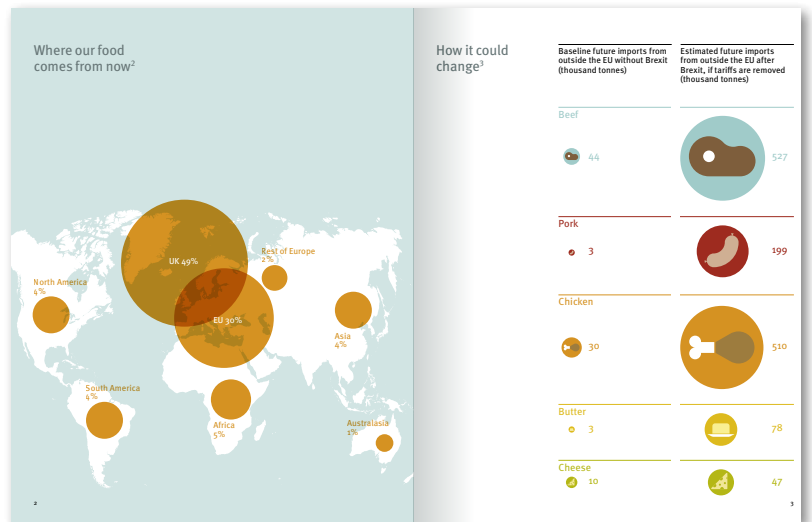 Where our food
comes from now²
UK 49%
Rest of Europe
2%
North America
4%
EU 30%
Asia
4%
South America
4%
Africa
5%
Australasia
1%
2
How it could
change³
Baseline future imports from
outside the EU without Brexit
(thousand tonnes)
Estimated future imports
from outside the EU after
Brexit, if tariffs are removed
(thousand tonnes)
Beef
44
527
Pork
3
199
Chicken
30
510
Butter
3
78
Cheese
10
47
3